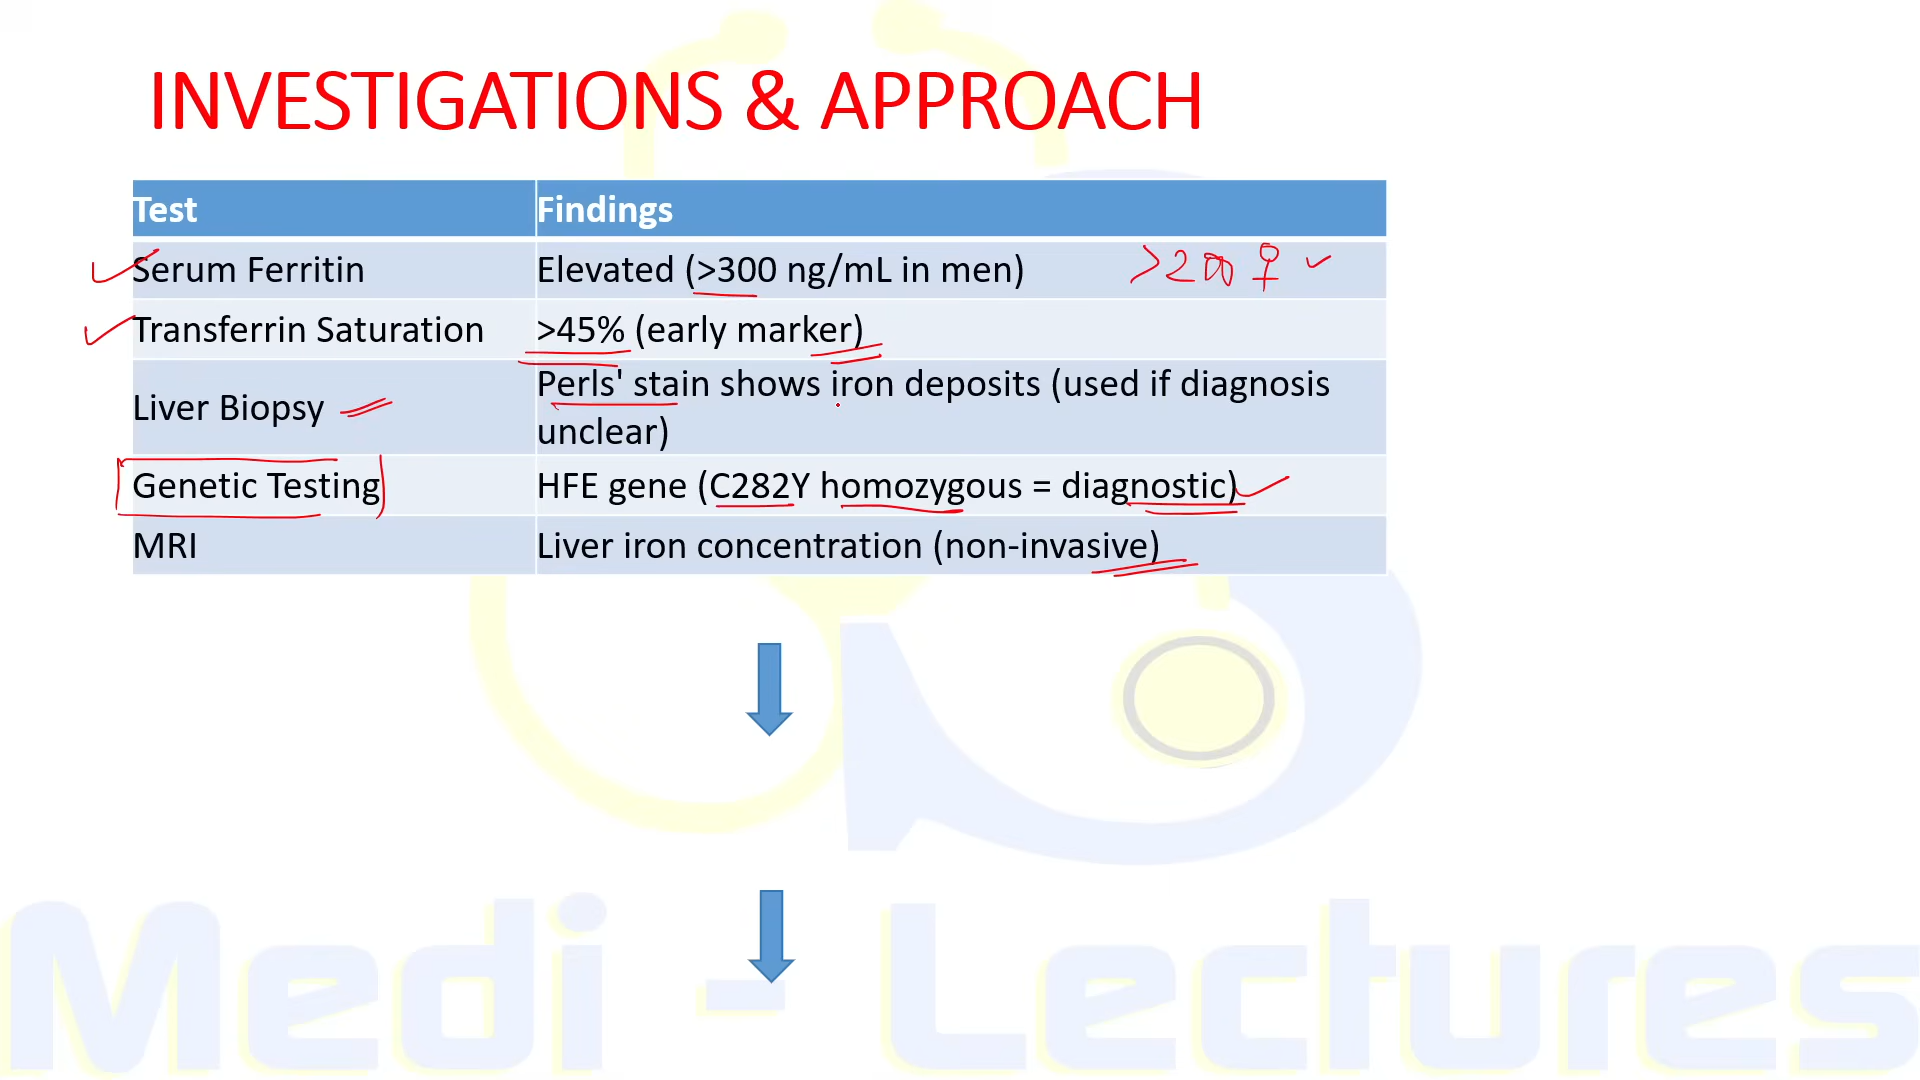 INVESTIGATIONS & APPROACH
Test Findings
Serum Ferritin Elevated (>300 ng/mL in men) >200 ♀
Transferrin Saturation >45% (early marker)
Liver Biopsy Perls' stain shows iron deposits (used if diagnosis
unclear)
Genetic Testing HFE gene (C282Y homozygous = diagnostic)
MRI Liver iron concentration (non-invasive)
Medi - Lectures